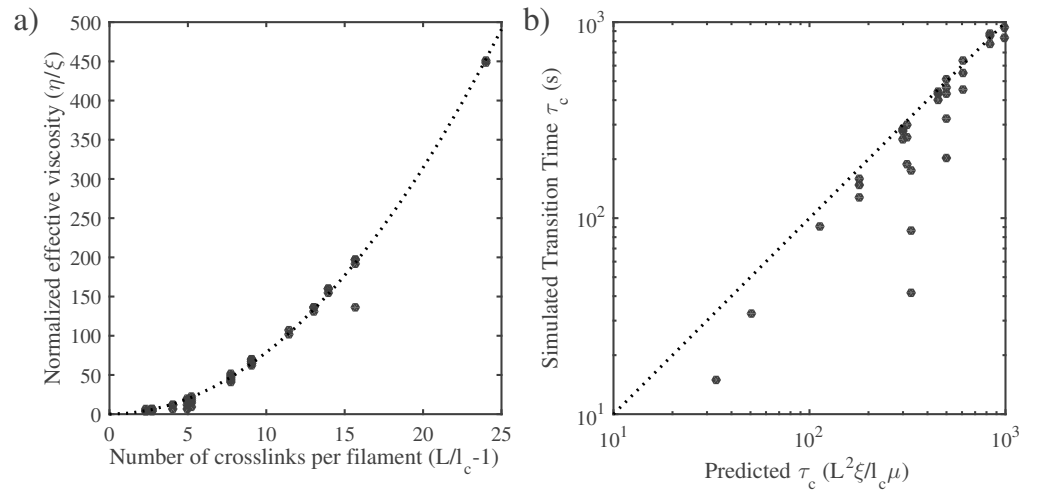 a)
Normalized effective viscosity (η/ξ)
500
450
400
350
300
250
200
150
100
50
0
0 5 10 15 20 25
Number of crosslinks per filament (L/l_c-1)
b)
Simulated Transition Time τ_c (s)
10^3
10^2
10^1
10^1 10^2 10^3
Predicted τ_c (L^2ξ/l_cμ)